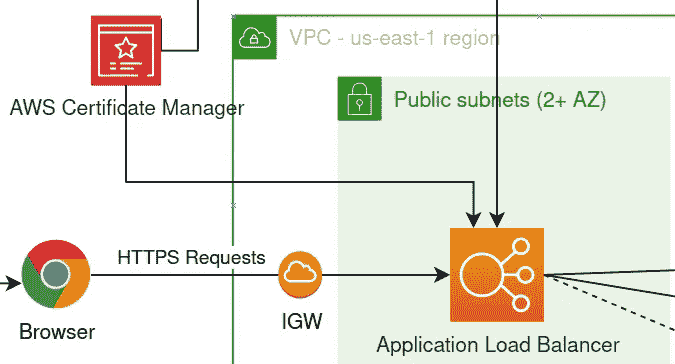 VPC - us-east-1 region
AWS Certificate Manager
Public subnets (2+ AZ)
HTTPS Requests
Browser
IGW
Application Load Balancer